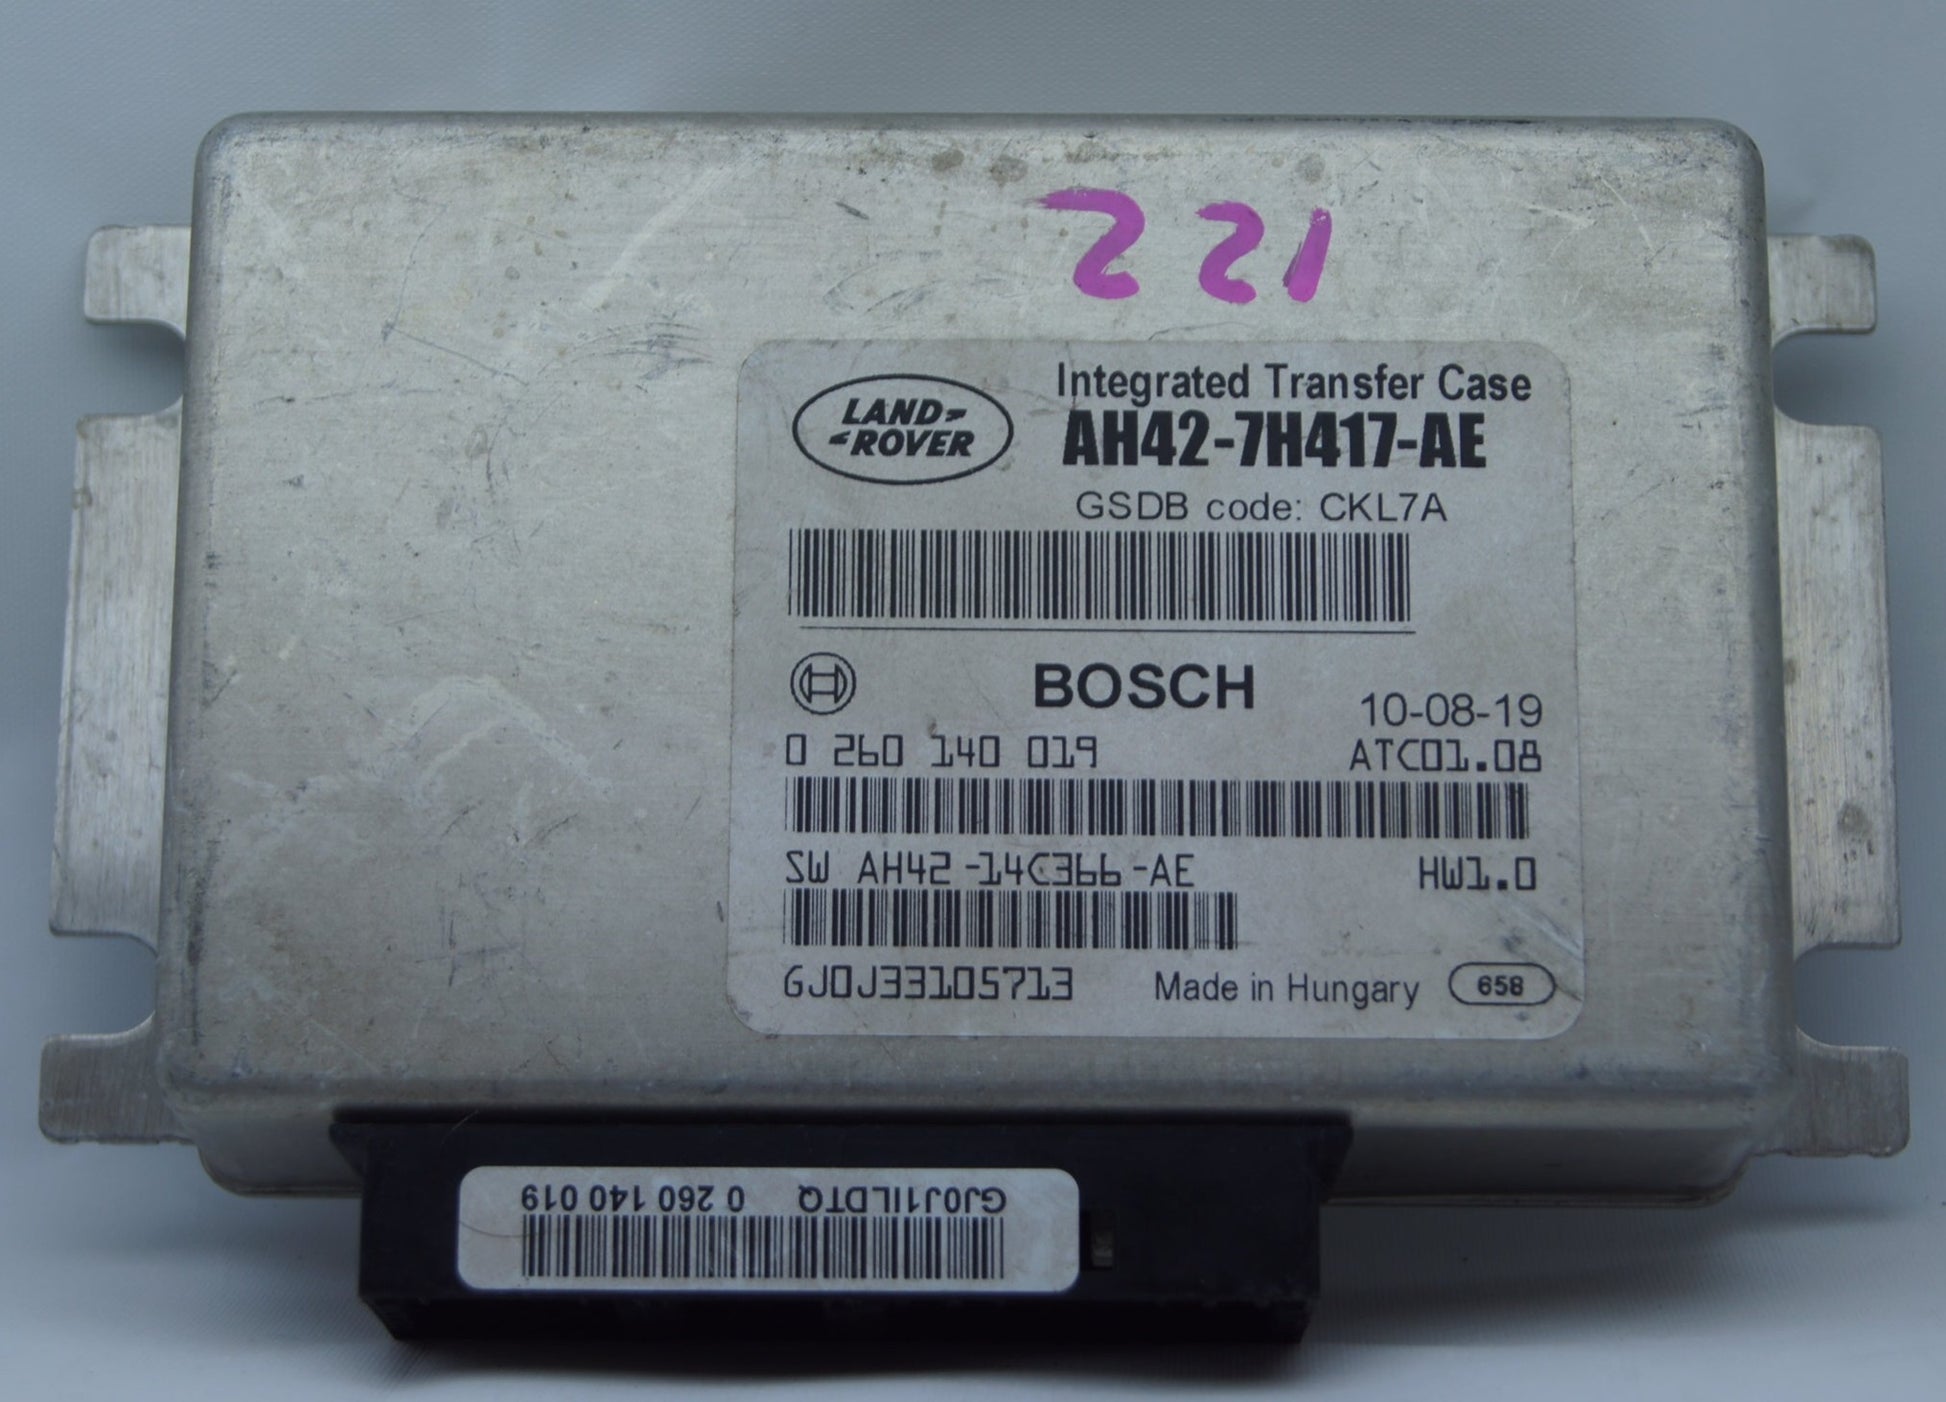 221
LAND-
-ROVER
Integrated Transfer Case
AH42-7H417-AE
GSDB code: CKL7A
BOSCH
10-08-19
0 260 140 019
ATC01.08
SW AH42-14C366-AE
HW1.0
GJ0J33105713
Made in Hungary
658
GJ0J11LDTQ 0 260 140 019